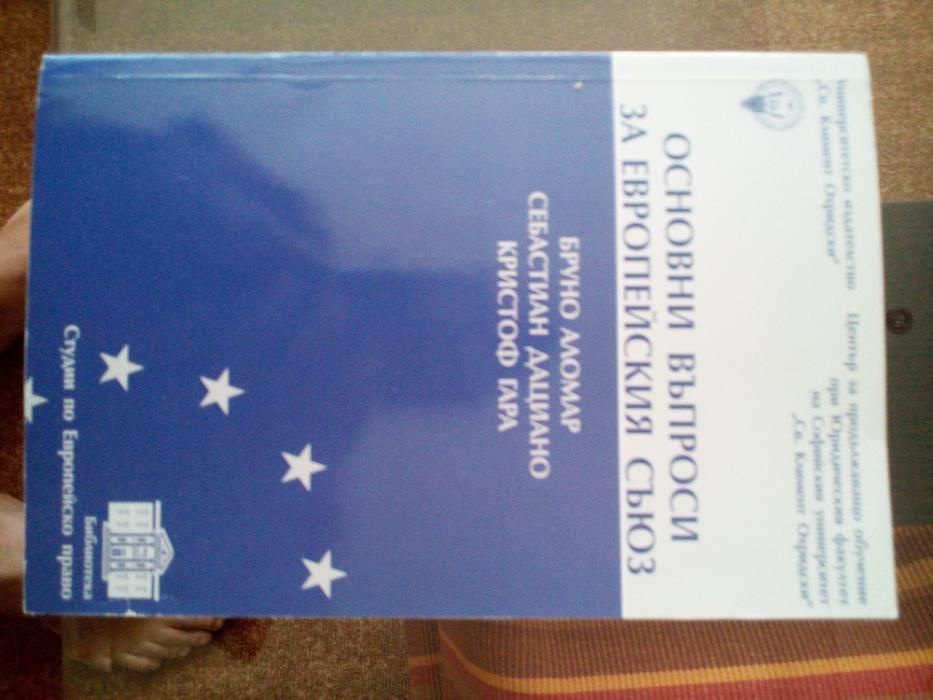 Университетско издателство
„Св. Климент Охридски“
Център за продължаващо обучение
при Юридическия факултет
на Софийския университет
„Св. Климент Охридски“
ОСНОВНИ ВЪПРОСИ
ЗА ЕВРОПЕЙСКИЯ СЪЮЗ
БРУНО АЛОМАР
СЕБАСТИАН ДАЦИАНО
КРИСТОФ ГАРА
Библиотека
Студии по Европейско право